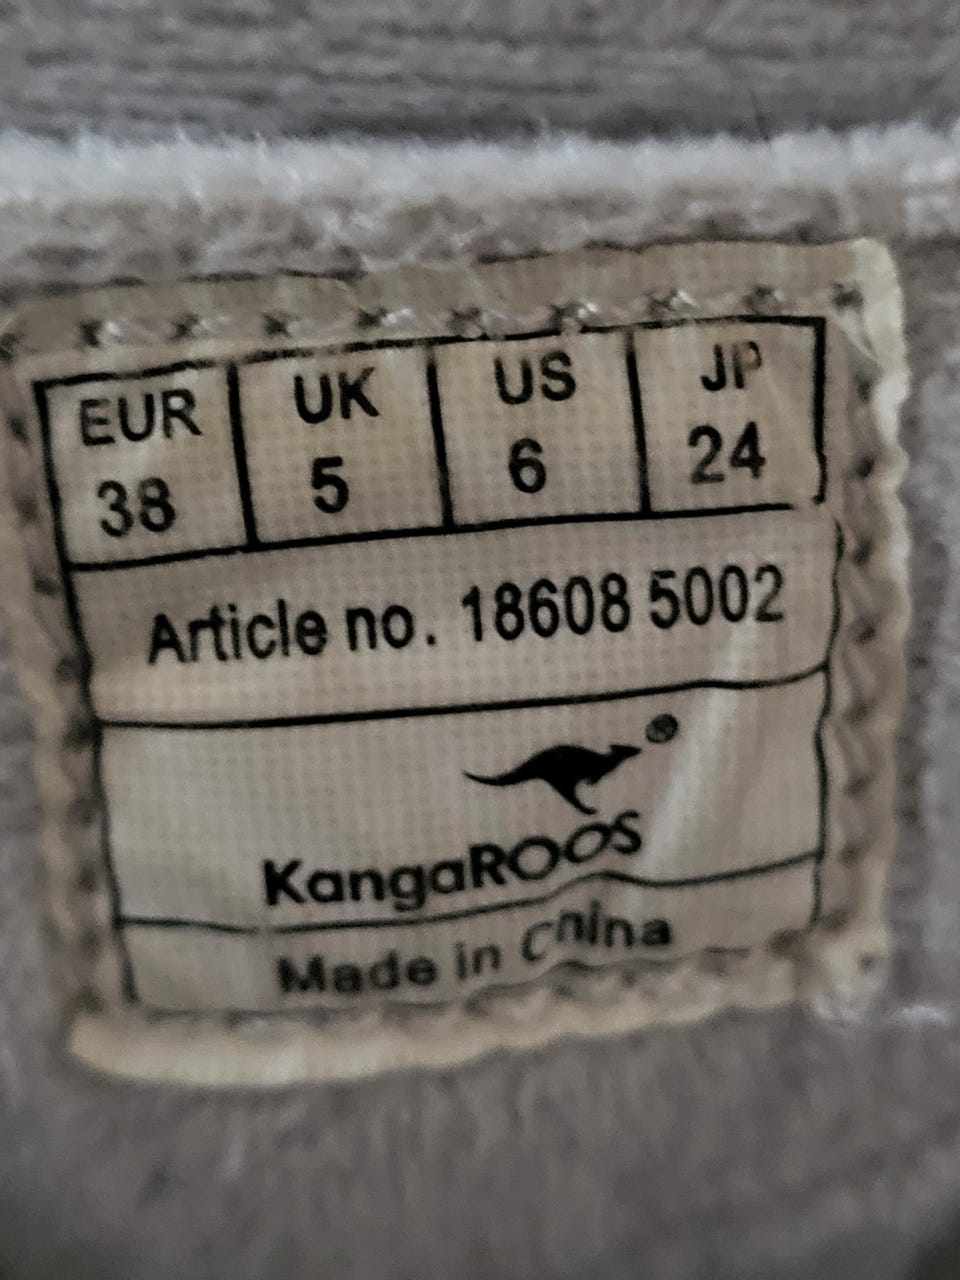 EUR UK US JP
38 5 6 24
Article no. 18608 5002
®
KangaROOS
Made in China